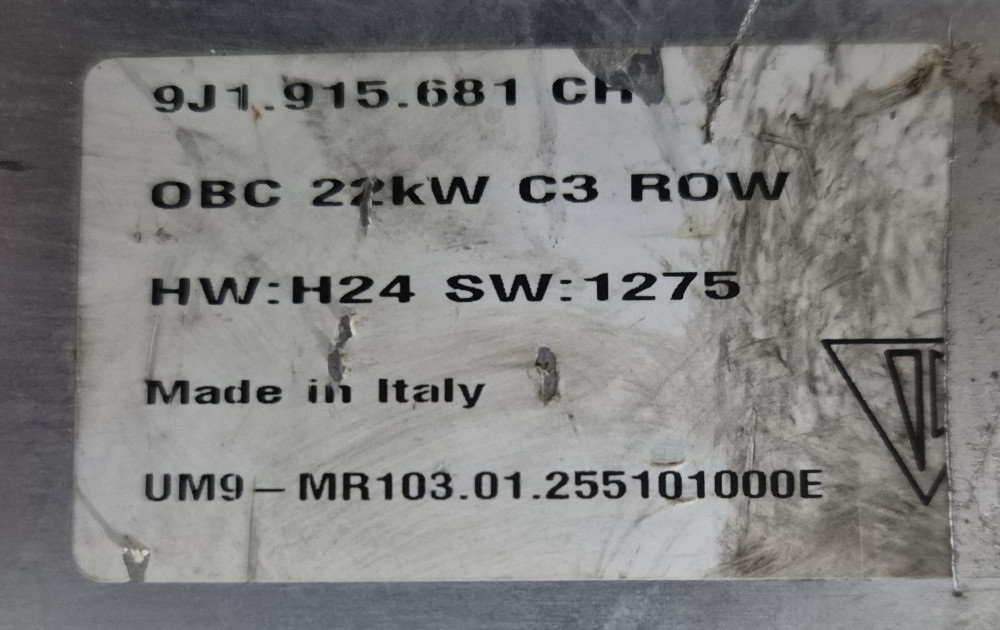 9J1.915.681 CH
OBC 22kW C3 ROW
HW:H24 SW:1275
Made in Italy
UM9-MR103.01.255101000E